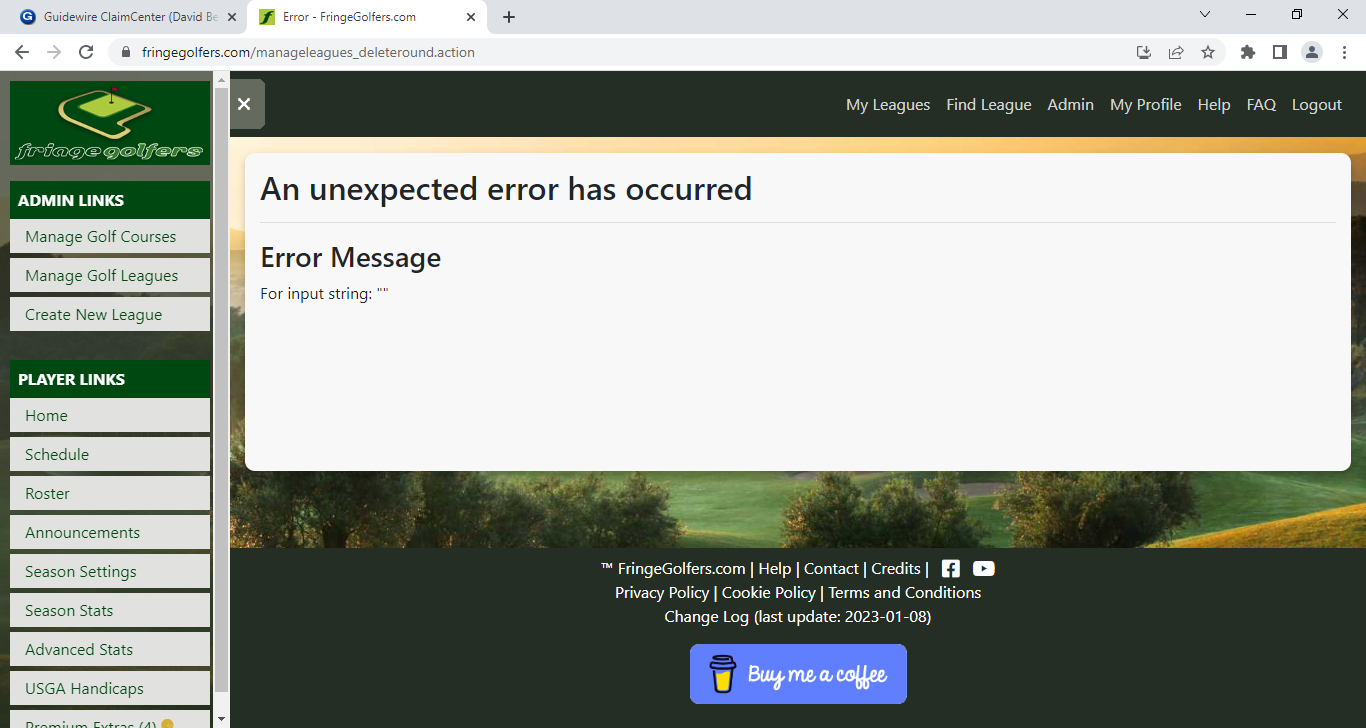 Guidewire ClaimCenter (David Be
Error - FringeGolfers.com
fringegolfers.com/manageleagues_deleteround.action
fringegolfers
My Leagues Find League Admin My Profile Help FAQ Logout
ADMIN LINKS
Manage Golf Courses
Manage Golf Leagues
Create New League
PLAYER LINKS
Home
Schedule
Roster
Announcements
Season Settings
Season Stats
Advanced Stats
USGA Handicaps
Premium Extras (4)
An unexpected error has occurred
Error Message
For input string: ""
™ FringeGolfers.com | Help | Contact | Credits |
Privacy Policy | Cookie Policy | Terms and Conditions
Change Log (last update: 2023-01-08)
Buy me a coffee